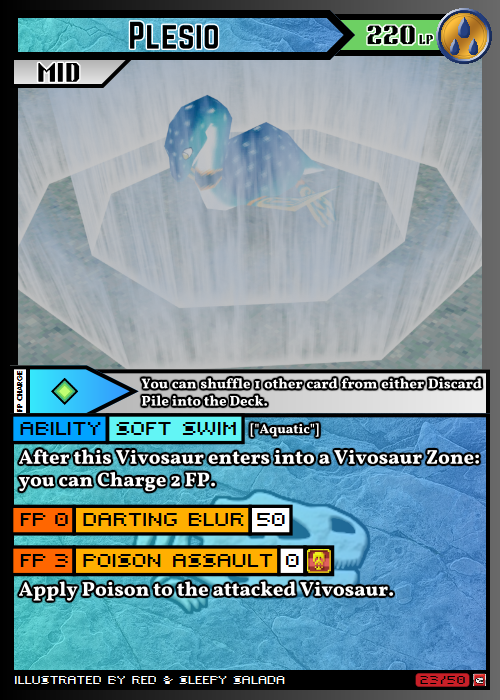 PLESIO
220 LP
MID
FP CHARGE
You can shuffle 1 other card from either Discard
Pile into the Deck.
ABILITY SOFT SWIM ["Aquatic"]
After this Vivosaur enters into a Vivosaur Zone:
you can Charge 2 FP.
FP 0 DARTING BLUR 50
FP 3 POISON ASSAULT 0
Apply Poison to the attacked Vivosaur.
ILLUSTRATED BY RED & SLEEPY SALADA
23/50